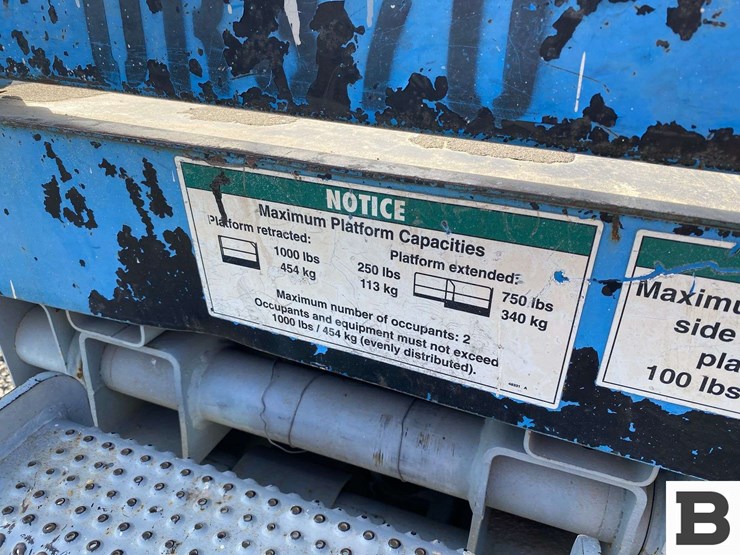 NOTICE
Maximum Platform Capacities
Platform retracted:
1000 lbs
454 kg
Platform extended:
250 lbs
113 kg
750 lbs
340 kg
Maximum number of occupants: 2
Occupants and equipment must not exceed
1000 lbs / 454 kg (evenly distributed).
Maximu
side
pla
100 lbs
B